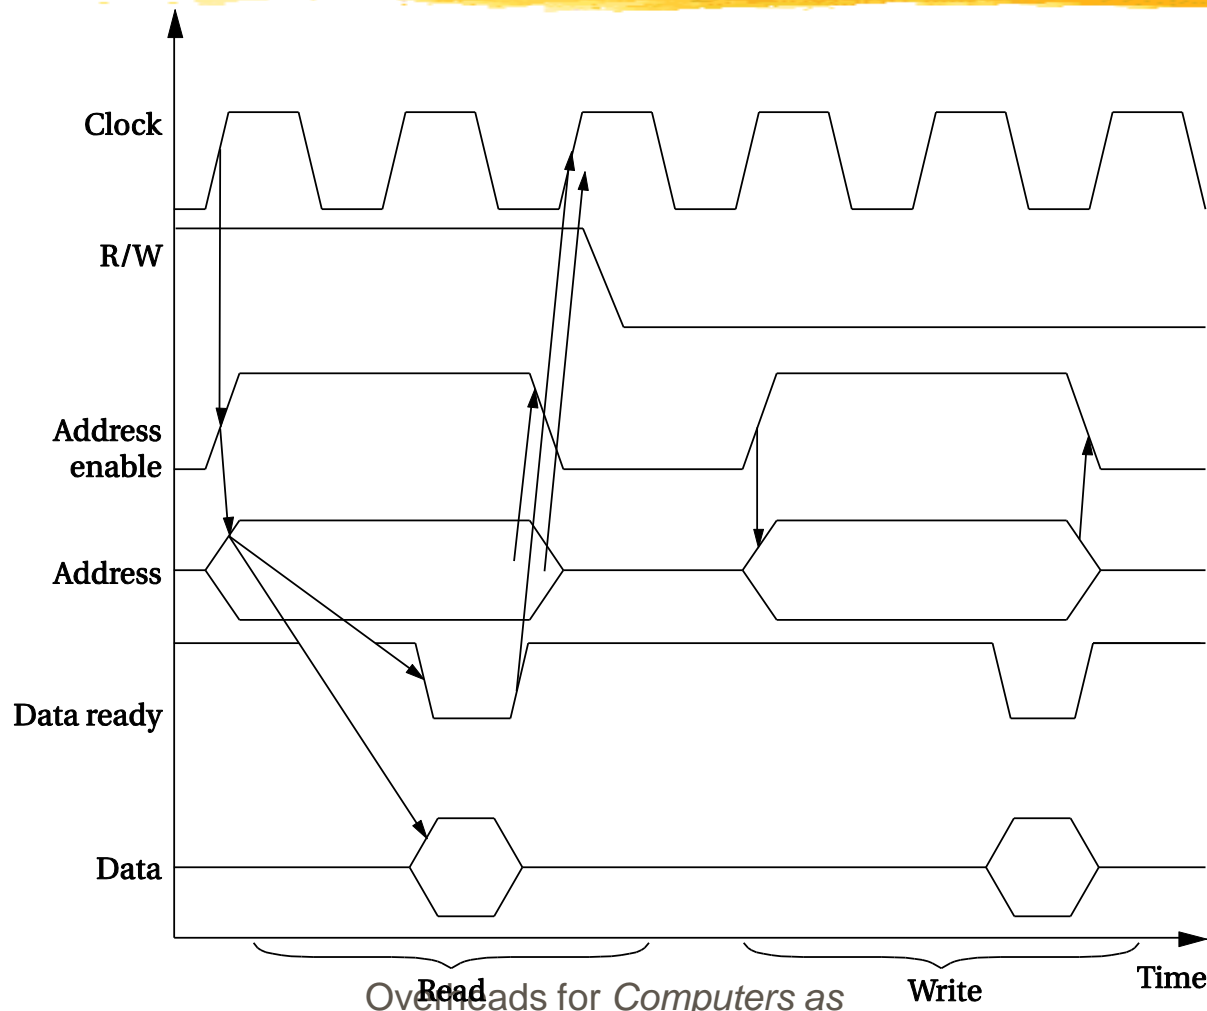 Clock
R/W
Address
enable
Address
Data ready
Data
Time
Read
Write
Overheads for Computers as